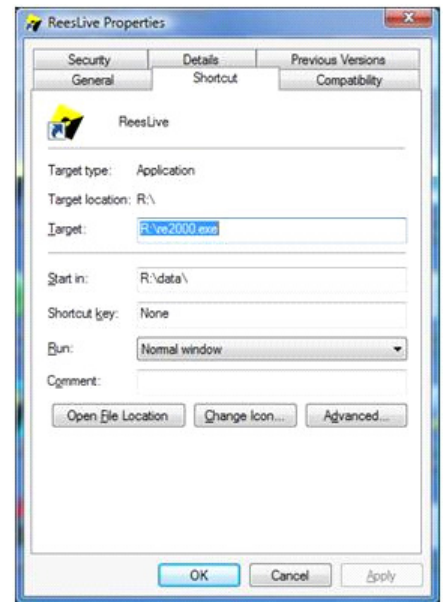 ReesLive Properties
Security Details Previous Versions
General Shortcut Compatibility
ReesLive
Target type: Application
Target location: R:\
Target: R:\re2000.exe
Start in: R:\data\
Shortcut key: None
Run: Normal window
Comment:
Open File Location Change Icon... Advanced...
OK Cancel Apply